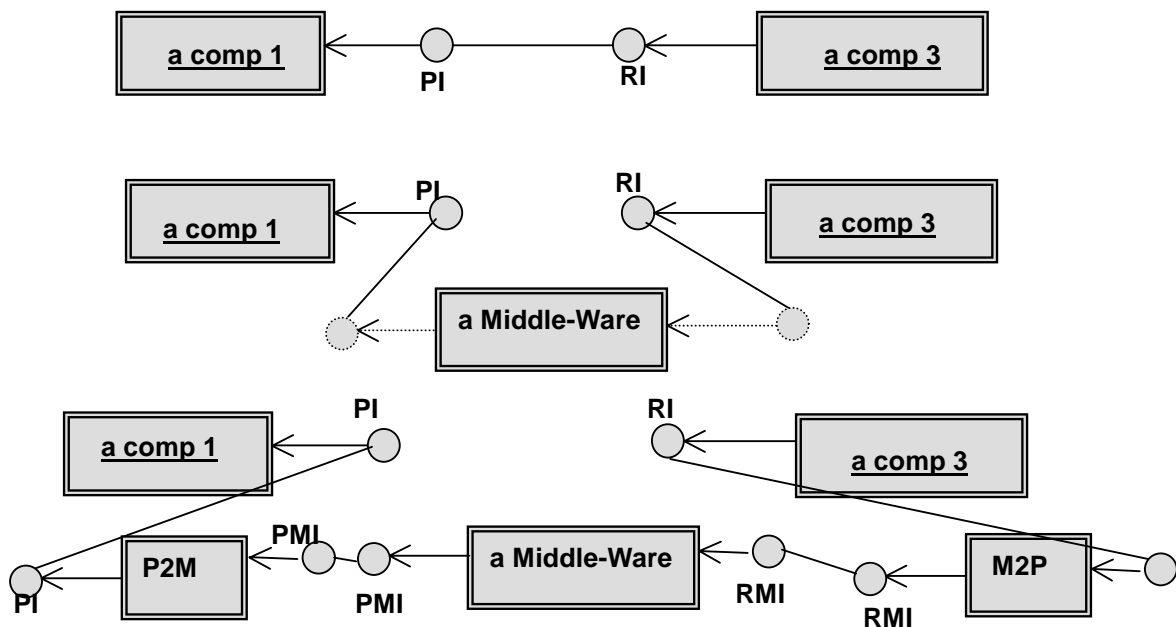 a comp 1
PI
RI
a comp 3
PI
RI
a comp 1
a comp 3
a Middle-Ware
PI
RI
a comp 1
a comp 3
PMI
P2M
a Middle-Ware
M2P
PI
PMI
RMI
RMI